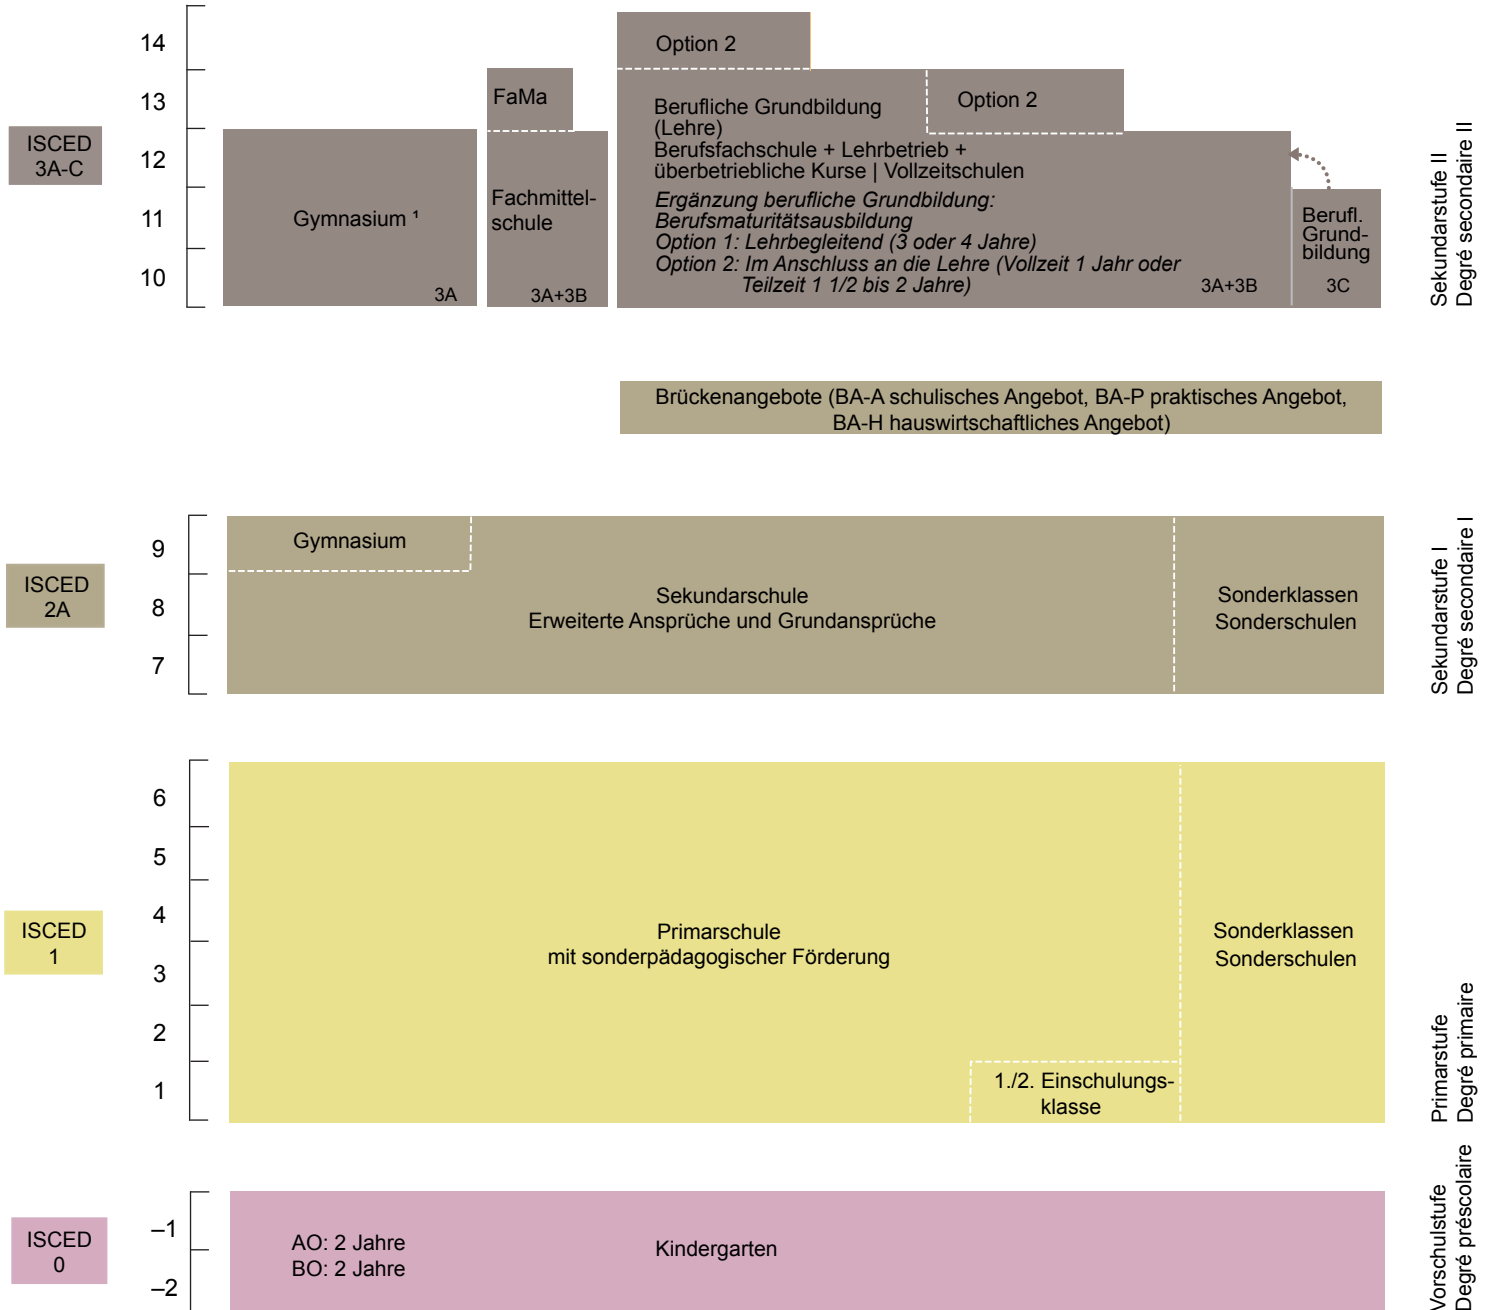 14
Option 2
13
FaMa
Berufliche Grundbildung
(Lehre)
Option 2
ISCED
3A-C
12
Berufsfachschule + Lehrbetrieb +
überbetriebliche Kurse | Vollzeitschulen
11
Gymnasium ¹
Fachmittel-
schule
Ergänzung berufliche Grundbildung:
Berufsmaturitätsausbildung
Option 1: Lehrbegleitend (3 oder 4 Jahre)
Option 2: Im Anschluss an die Lehre (Vollzeit 1 Jahr oder
Teilzeit 1 1/2 bis 2 Jahre)
Berufl.
Grund-
bildung
10
3A
3A+3B
3A+3B
3C
Sekundarstufe II
Degré secondaire II
Brückenangebote (BA-A schulisches Angebot, BA-P praktisches Angebot,
BA-H hauswirtschaftliches Angebot)
9
Gymnasium
ISCED
2A
8
Sekundarschule
Erweiterte Ansprüche und Grundansprüche
Sonderklassen
Sonderschulen
7
Sekundarstufe I
Degré secondaire I
6
5
4
ISCED
1
Primarschule
mit sonderpädagogischer Förderung
Sonderklassen
Sonderschulen
3
2
1
1./2. Einschulungs-
klasse
Primarstufe
Degré primaire
–1
ISCED
0
AO: 2 Jahre
BO: 2 Jahre
Kindergarten
–2
Vorschulstufe
Degré préscolaire